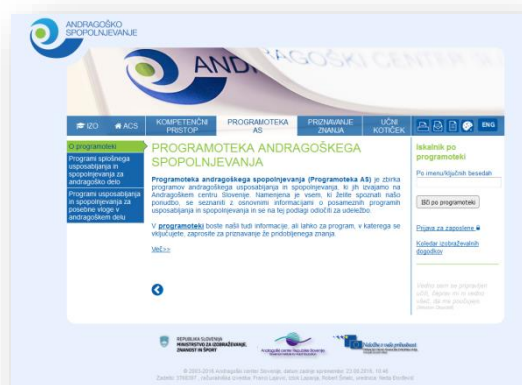 ANDRAGOŠKO
SPOPOLNJEVANJE
IZO
ACS
KOMPETENČNI
PRISTOP
PROGRAMOTEKA
AS
PRIZNAVANJE
ZNANJA
UČNI
KOTIČEK
ENG
O programoteki
Programi splošnega
usposabljanja in
spopolnjevanja za
andragoško delo
Programi usposabljanja
in spopolnjevanja za
posebne vloge v
andragoškem delu
PROGRAMOTEKA ANDRAGOŠKEGA
SPOPOLNJEVANJA
Programoteka andragoškega spopolnjevanja (Programoteka AS) je zbirka
programov andragoškega usposabljanja in spopolnjevanja, ki jih izvajamo na
Andragoškem centru Slovenije. Namenjena je vsem, ki želite spoznati našo
ponudbo, se seznaniti z osnovnimi informacijami o posameznih programih
usposabljanja in spopolnjevanja in se na tej podlagi odločiti za udeležbo.
V programoteki boste našli tudi informacije, ali lahko za program, v katerega se
vključujete, zaprosite za priznavanje že pridobljenega znanja.
Več>>
Iskalnik po
programoteki
Po imenu/ključnih besedah
Išči po programoteki
Prijava za zaposlene
Koledar izobraževalnih
dogodkov
REPUBLIKA SLOVENIJA
MINISTRSTVO ZA IZOBRAŽEVANJE,
ZNANOST IN ŠPORT
Naložba v vašo prihodnost